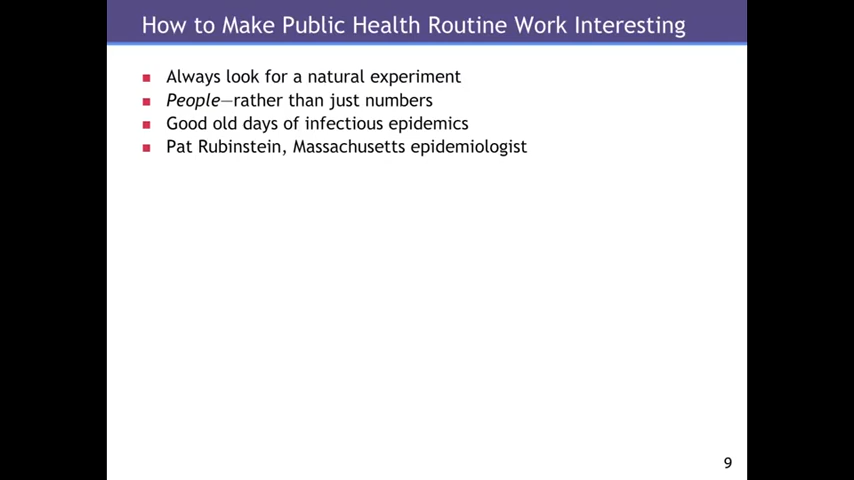 How to Make Public Health Routine Work Interesting
Always look for a natural experiment
People—rather than just numbers
Good old days of infectious epidemics
Pat Rubinstein, Massachusetts epidemiologist
9